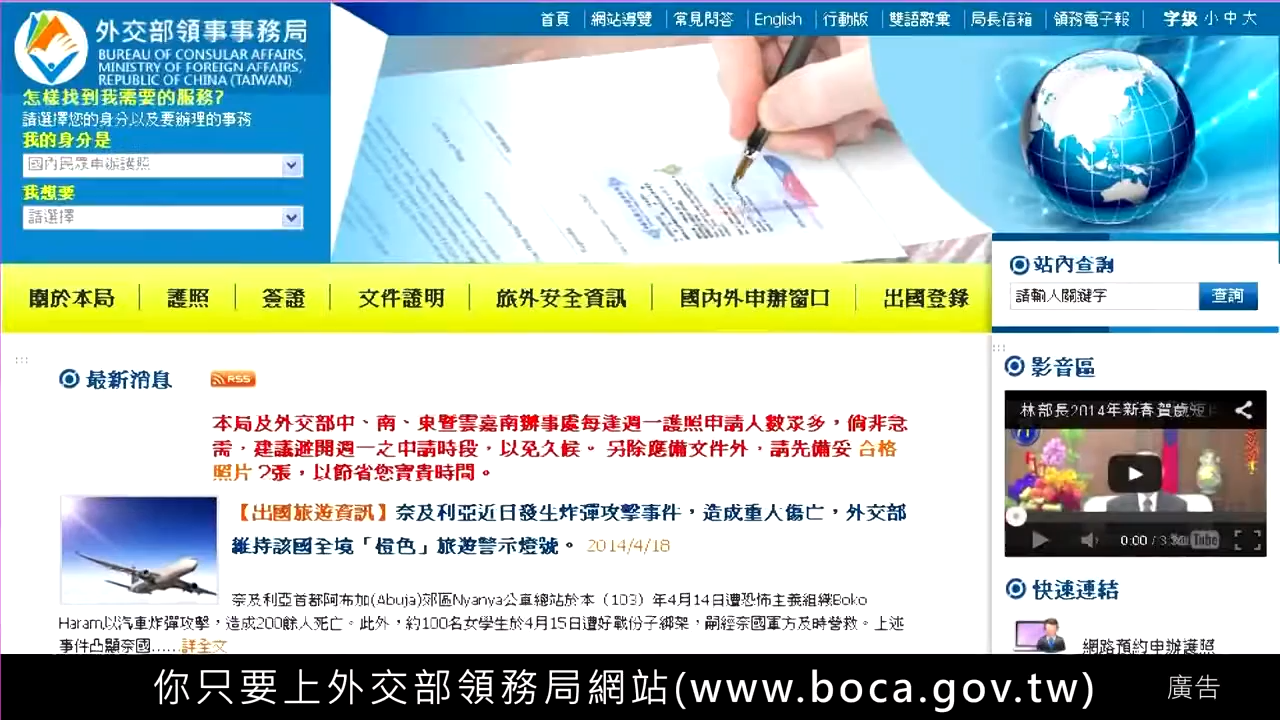 外交部領事事務局
BUREAU OF CONSULAR AFFAIRS,
MINISTRY OF FOREIGN AFFAIRS,
REPUBLIC OF CHINA (TAIWAN)
首頁 | 網站導覽 | 常見問答 | English | 行動版 | 雙語辭彙 | 局長信箱 | 領務電子報 | 字級 小 中 大
怎樣找到我需要的服務?
請選擇您的身分以及要辦理的事務
我的身分是
國內民眾申辦護照
我想要
請選擇
關於本局 | 護照 | 簽證 | 文件證明 | 旅外安全資訊 | 國內外申辦窗口 | 出國登錄
站內查詢
請輸入關鍵字 查詢
最新消息 RSS
本局及外交部中、南、東暨雲嘉南辦事處每逢週一護照申請人數眾多，倘非急
需，建議避開週一之申請時段，以免久候。 另除應備文件外，請先備妥 合格
照片 2張，以節省您寶貴時間。
【出國旅遊資訊】奈及利亞近日發生炸彈攻擊事件，造成重大傷亡，外交部
維持該國全境「橙色」旅遊警示燈號。 2014/4/18
奈及利亞首都阿布加(Abuja)郊區Nyanya公車總站於本（103）年4月14日遭恐怖主義組織Boko
Haram以汽車炸彈攻擊，造成200餘人死亡。此外，約100名女學生於4月15日遭好戰份子綁架，嗣經奈國軍方及時營救。上述
事件凸顯奈國......詳全文
影音區
林部長2014年新春賀歲短
0:00
快速連結
網路預約申辦護照
你只要上外交部領務局網站(www.boca.gov.tw)
廣告